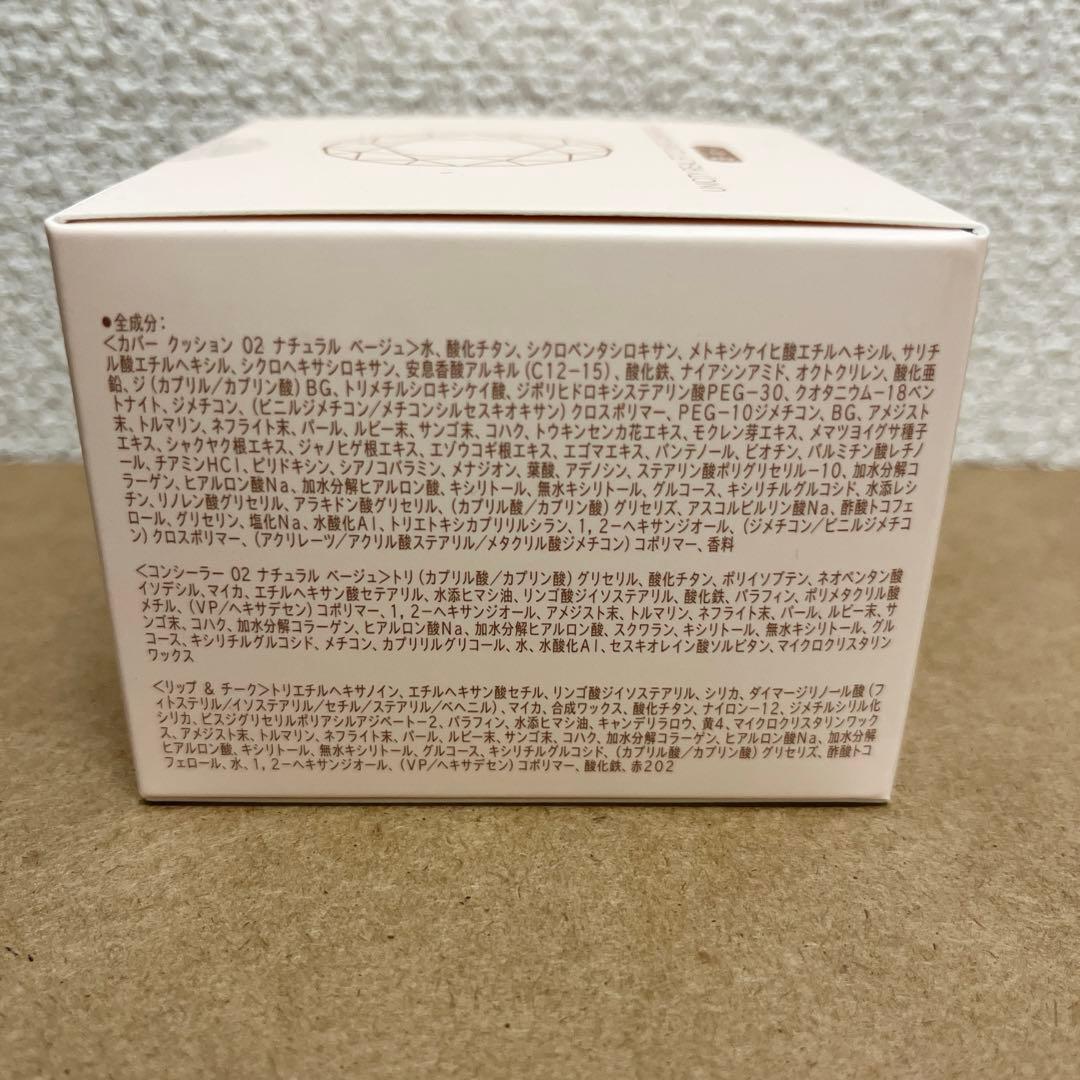 ●全成分：
＜カバー クッション 02 ナチュラル ベージュ＞水、酸化チタン、シクロペンタシロキサン、メトキシケイヒ酸エチルヘキシル、サリチ
ル酸エチルヘキシル、シクロヘキサシロキサン、安息香酸アルキル（C12-15）、酸化鉄、ナイアシンアミド、オクトクリレン、酸化亜
鉛、ジ（カプリル/カプリン酸）BG、トリメチルシロキシケイ酸、ジポリヒドロキシステアリン酸PEG-30、クオタニウム-18ベン
トナイト、ジメチコン、（ビニルジメチコン/メチコンシルセスキオキサン）クロスポリマー、PEG-10ジメチコン、BG、アメジスト
末、トルマリン、ネフライト末、パール、ルビー末、サンゴ末、コハク、トウキンセンカ花エキス、モクレン芽エキス、メマツヨイグサ種子
エキス、シャクヤク根エキス、ジャノヒゲ根エキス、エゾウコギ根エキス、エゴマエキス、パンテノール、ビオチン、パルミチン酸レチノ
ール、チアミンHCl、ピリドキシン、シアノコバラミン、メナジオン、葉酸、アデノシン、ステアリン酸ポリグリセリル-10、加水分解コ
ラーゲン、ヒアルロン酸Na、加水分解ヒアルロン酸、キシリトール、無水キシリトール、グルコース、キシリチルグルコシド、水添レシ
チン、リノレン酸グリセリル、アラキドン酸グリセリル、（カプリル酸/カプリン酸）グリセリズ、アスコルビルリン酸Na、酢酸トコフェ
ロール、グリセリン、塩化Na、水酸化Al、トリエトキシカプリリルシラン、1，2-ヘキサンジオール、（ジメチコン/ビニルジメチコ
ン）クロスポリマー、（アクリレーツ/アクリル酸ステアリル/メタクリル酸ジメチコン）コポリマー、香料
＜コンシーラー 02 ナチュラル ベージュ＞トリ（カプリル酸/カプリン酸）グリセリル、酸化チタン、ポリイソブテン、ネオペンタン酸
イソデシル、マイカ、エチルヘキサン酸セテアリル、水添ヒマシ油、リンゴ酸ジイソステアリル、酸化鉄、パラフィン、ポリメタクリル酸
メチル、（VP/ヘキサデセン）コポリマー、1，2-ヘキサンジオール、アメジスト末、トルマリン、ネフライト末、パール、ルビー末、サ
ンゴ末、コハク、加水分解コラーゲン、ヒアルロン酸Na、加水分解ヒアルロン酸、スクワラン、キシリトール、無水キシリトール、グル
コース、キシリチルグルコシド、メチコン、カプリリルグリコール、水、水酸化Al、セスキオレイン酸ソルビタン、マイクロクリスタリン
ワックス
＜リップ & チーク＞トリエチルヘキサノイン、エチルヘキサン酸セチル、リンゴ酸ジイソステアリル、シリカ、ダイマージリノール酸（フ
ィトステリル/イソステアリル/セチル/ステアリル/ベヘニル）、マイカ、合成ワックス、酸化チタン、ナイロン-12、ジメチルシリル化
シリカ、ビスジグリセリルポリアシルアジペート-2、パラフィン、水添ヒマシ油、キャンデリラロウ、黄4、マイクロクリスタリンワック
ス、アメジスト末、トルマリン、ネフライト末、パール、ルビー末、サンゴ末、コハク、加水分解コラーゲン、ヒアルロン酸Na、加水分解
ヒアルロン酸、キシリトール、無水キシリトール、グルコース、キシリチルグルコシド、（カプリル酸/カプリン酸）グリセリズ、酢酸トコ
フェロール、水、1，2-ヘキサンジオール、（VP/ヘキサデセン）コポリマー、酸化鉄、赤202